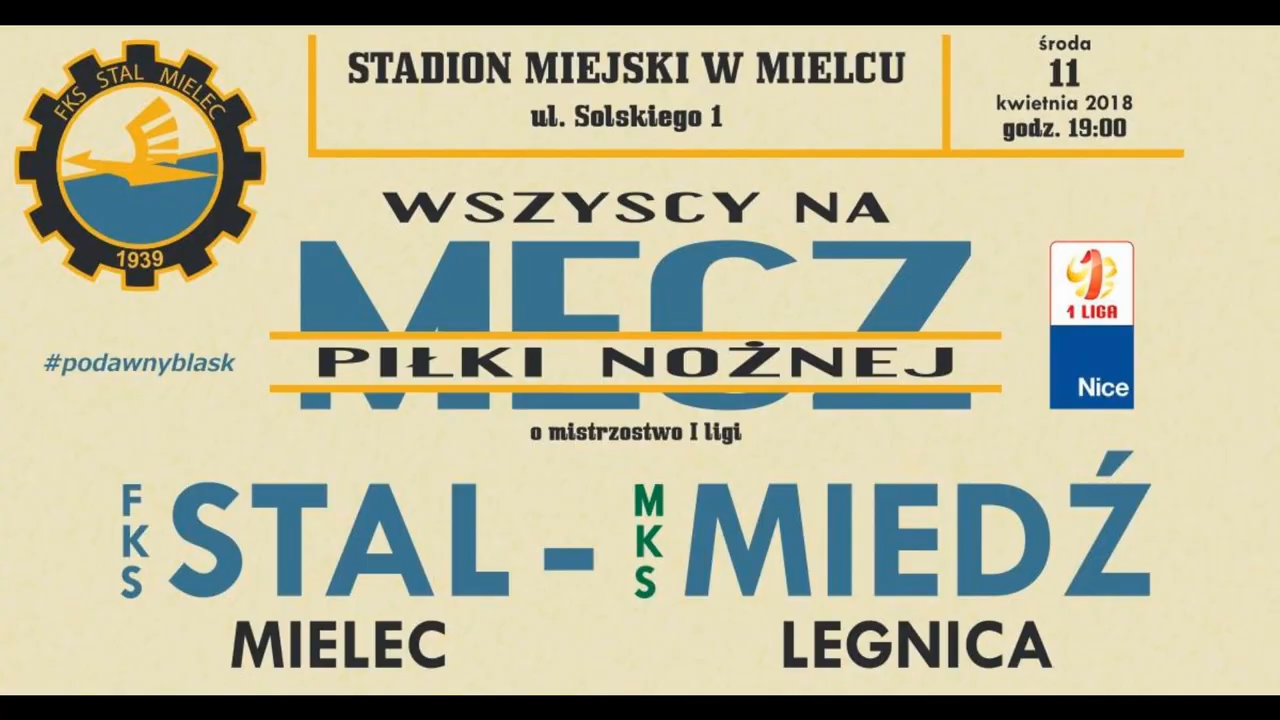 FKS STAL MIELEC
1939
STADION MIEJSKI W MIELCU
ul. Solskiego 1
środa
11
kwietnia 2018
godz. 19:00
WSZYSCY NA
MECZ
PIŁKI NOŻNEJ
o mistrzostwo I ligi
#podawnyblask
1 LIGA
Nice
FKS STAL - MKS MIEDŹ
MIELEC LEGNICA